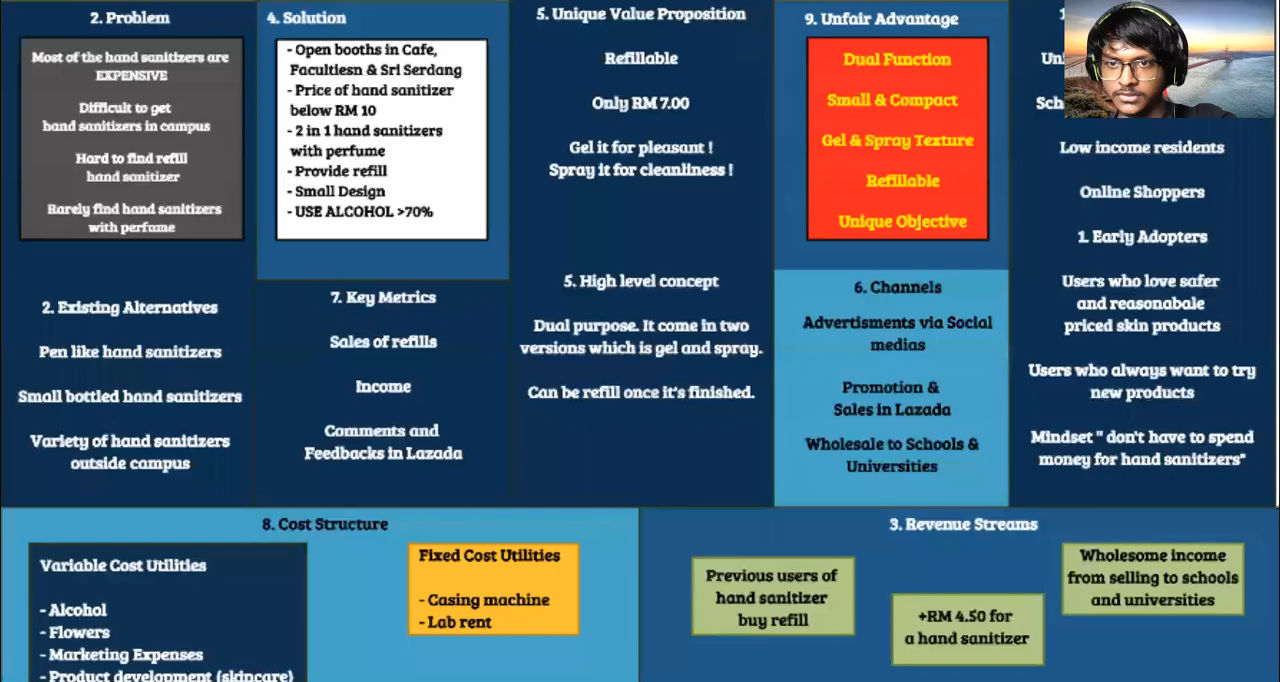 2. Problem
Most of the hand sanitizers are
EXPENSIVE
Difficult to get
hand sanitizers in campus
Hard to find refill
hand sanitizer
Rarely find hand sanitizers
with perfume
2. Existing Alternatives
Pen like hand sanitizers
Small bottled hand sanitizers
Variety of hand sanitizers
outside campus
4. Solution
- Open booths in Cafe,
Facultiesn & Sri Serdang
- Price of hand sanitizer
below RM 10
- 2 in 1 hand sanitizers
with perfume
- Provide refill
- Small Design
- USE ALCOHOL >70%
7. Key Metrics
Sales of refills
Income
Comments and
Feedbacks in Lazada
5. Unique Value Proposition
Refillable
Only RM 7.00
Gel it for pleasant !
Spray it for cleanliness !
5. High level concept
Dual purpose. It come in two
versions which is gel and spray.
Can be refill once it's finished.
9. Unfair Advantage
Dual Function
Small & Compact
Gel & Spray Texture
Refillable
Unique Objective
6. Channels
Advertisments via Social
medias
Promotion &
Sales in Lazada
Wholesale to Schools &
Universities
Low income residents
Online Shoppers
1. Early Adopters
Users who love safer
and reasonabale
priced skin products
Users who always want to try
new products
Mindset " don't have to spend
money for hand sanitizers"
8. Cost Structure
Variable Cost Utilities
- Alcohol
- Flowers
- Marketing Expenses
- Product development (skincare)
Fixed Cost Utilities
- Casing machine
- Lab rent
3. Revenue Streams
Previous users of
hand sanitizer
buy refill
+RM 4.50 for
a hand sanitizer
Wholesome income
from selling to schools
and universities